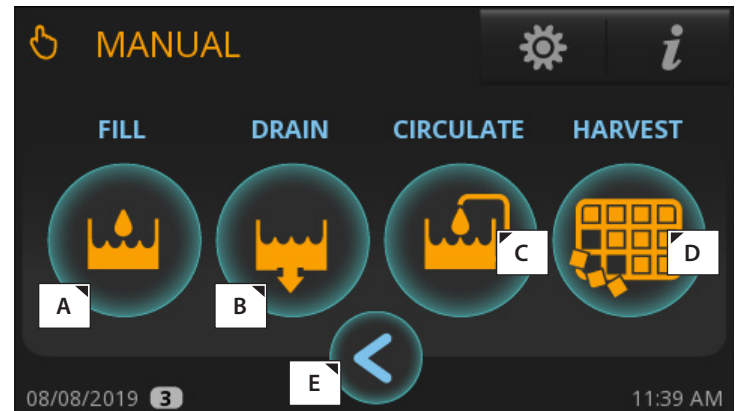 MANUAL i
FILL DRAIN CIRCULATE HARVEST
C D
A B
E
08/08/2019 3 11:39 AM